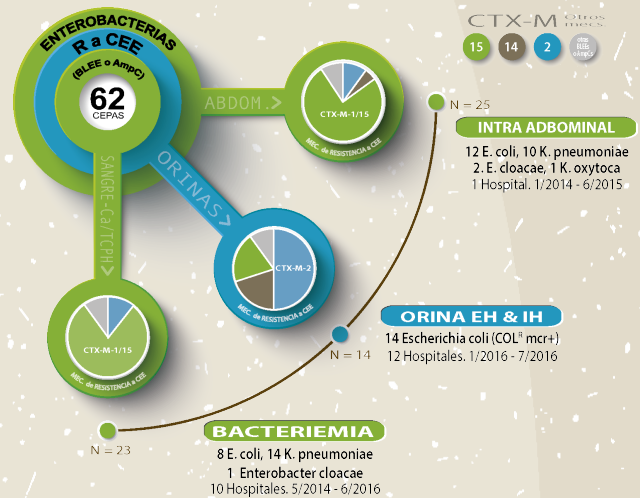 ENTEROBACTERIAS
R a CEE
(BLEE o AmpC)
62
CEPAS
ABDOM.>
ORINAS>
SANGRE-Ca/TCPH>
CTX-M-1/15
MEC. de RESISTENCIA a CEE
CTX-M-2
MEC. de RESISTENCIA a CEE
CTX-M-1/15
MEC. de RESISTENCIA a CEE
CTX-M Otros mecs.
15 14 2 otras BLEEs o AmpCs
N = 25
INTRA ADBOMINAL
12 E. coli, 10 K. pneumoniae
2. E. cloacae, 1 K. oxytoca
1 Hospital. 1/2014 - 6/2015
ORINA EH & IH
14 Escherichia coli (COLᴿ mcr+)
12 Hospitales. 1/2016 - 7/2016
N = 14
BACTERIEMIA
8 E. coli, 14 K. pneumoniae
1 Enterobacter cloacae
10 Hospitales. 5/2014 - 6/2016
N = 23